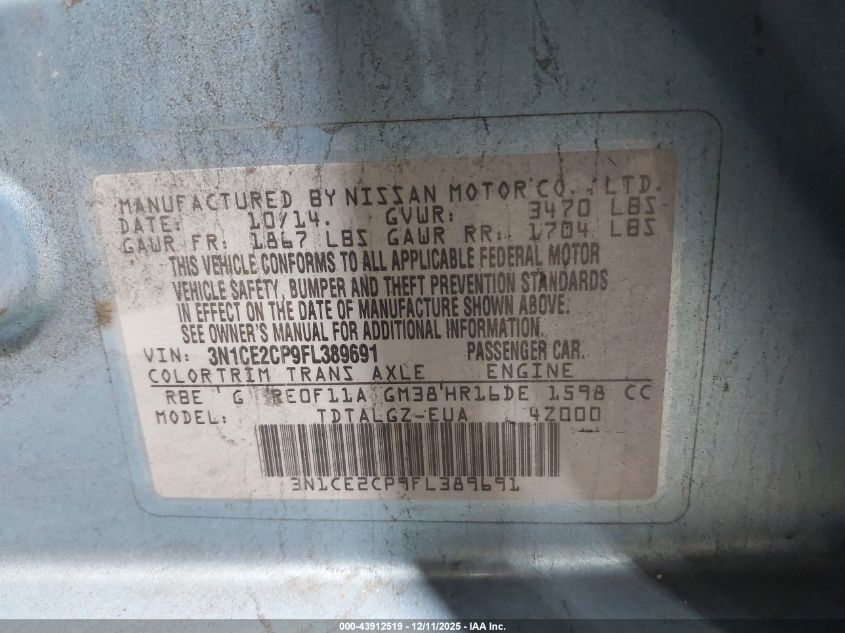 MANUFACTURED BY NISSAN MOTOR CO., LTD.
DATE: 10/14. GVWR: 3470 LBS
GAWR FR: 1867 LBS GAWR RR: 1704 LBS
THIS VEHICLE CONFORMS TO ALL APPLICABLE FEDERAL MOTOR
VEHICLE SAFETY, BUMPER AND THEFT PREVENTION STANDARDS
IN EFFECT ON THE DATE OF MANUFACTURE SHOWN ABOVE.
SEE OWNER'S MANUAL FOR ADDITIONAL INFORMATION.
VIN: 3N1CE2CP9FL389691 PASSENGER CAR.
COLOR TRIM TRANS AXLE ENGINE
RBE G RE0F11A GM38 HR16DE 1598 CC
MODEL: TDTALGZ-EUA 4Z000
3N1CE2CP9FL389691
000-43912519 - 12/11/2025 - IAA Inc.